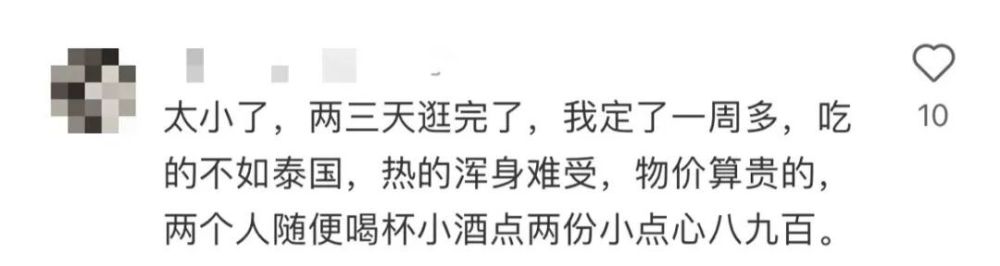 太小了，两三天逛完了，我定了一周多，吃
的不如泰国，热的浑身难受，物价算贵的，
两个人随便喝杯小酒点两份小点心八九百。
10